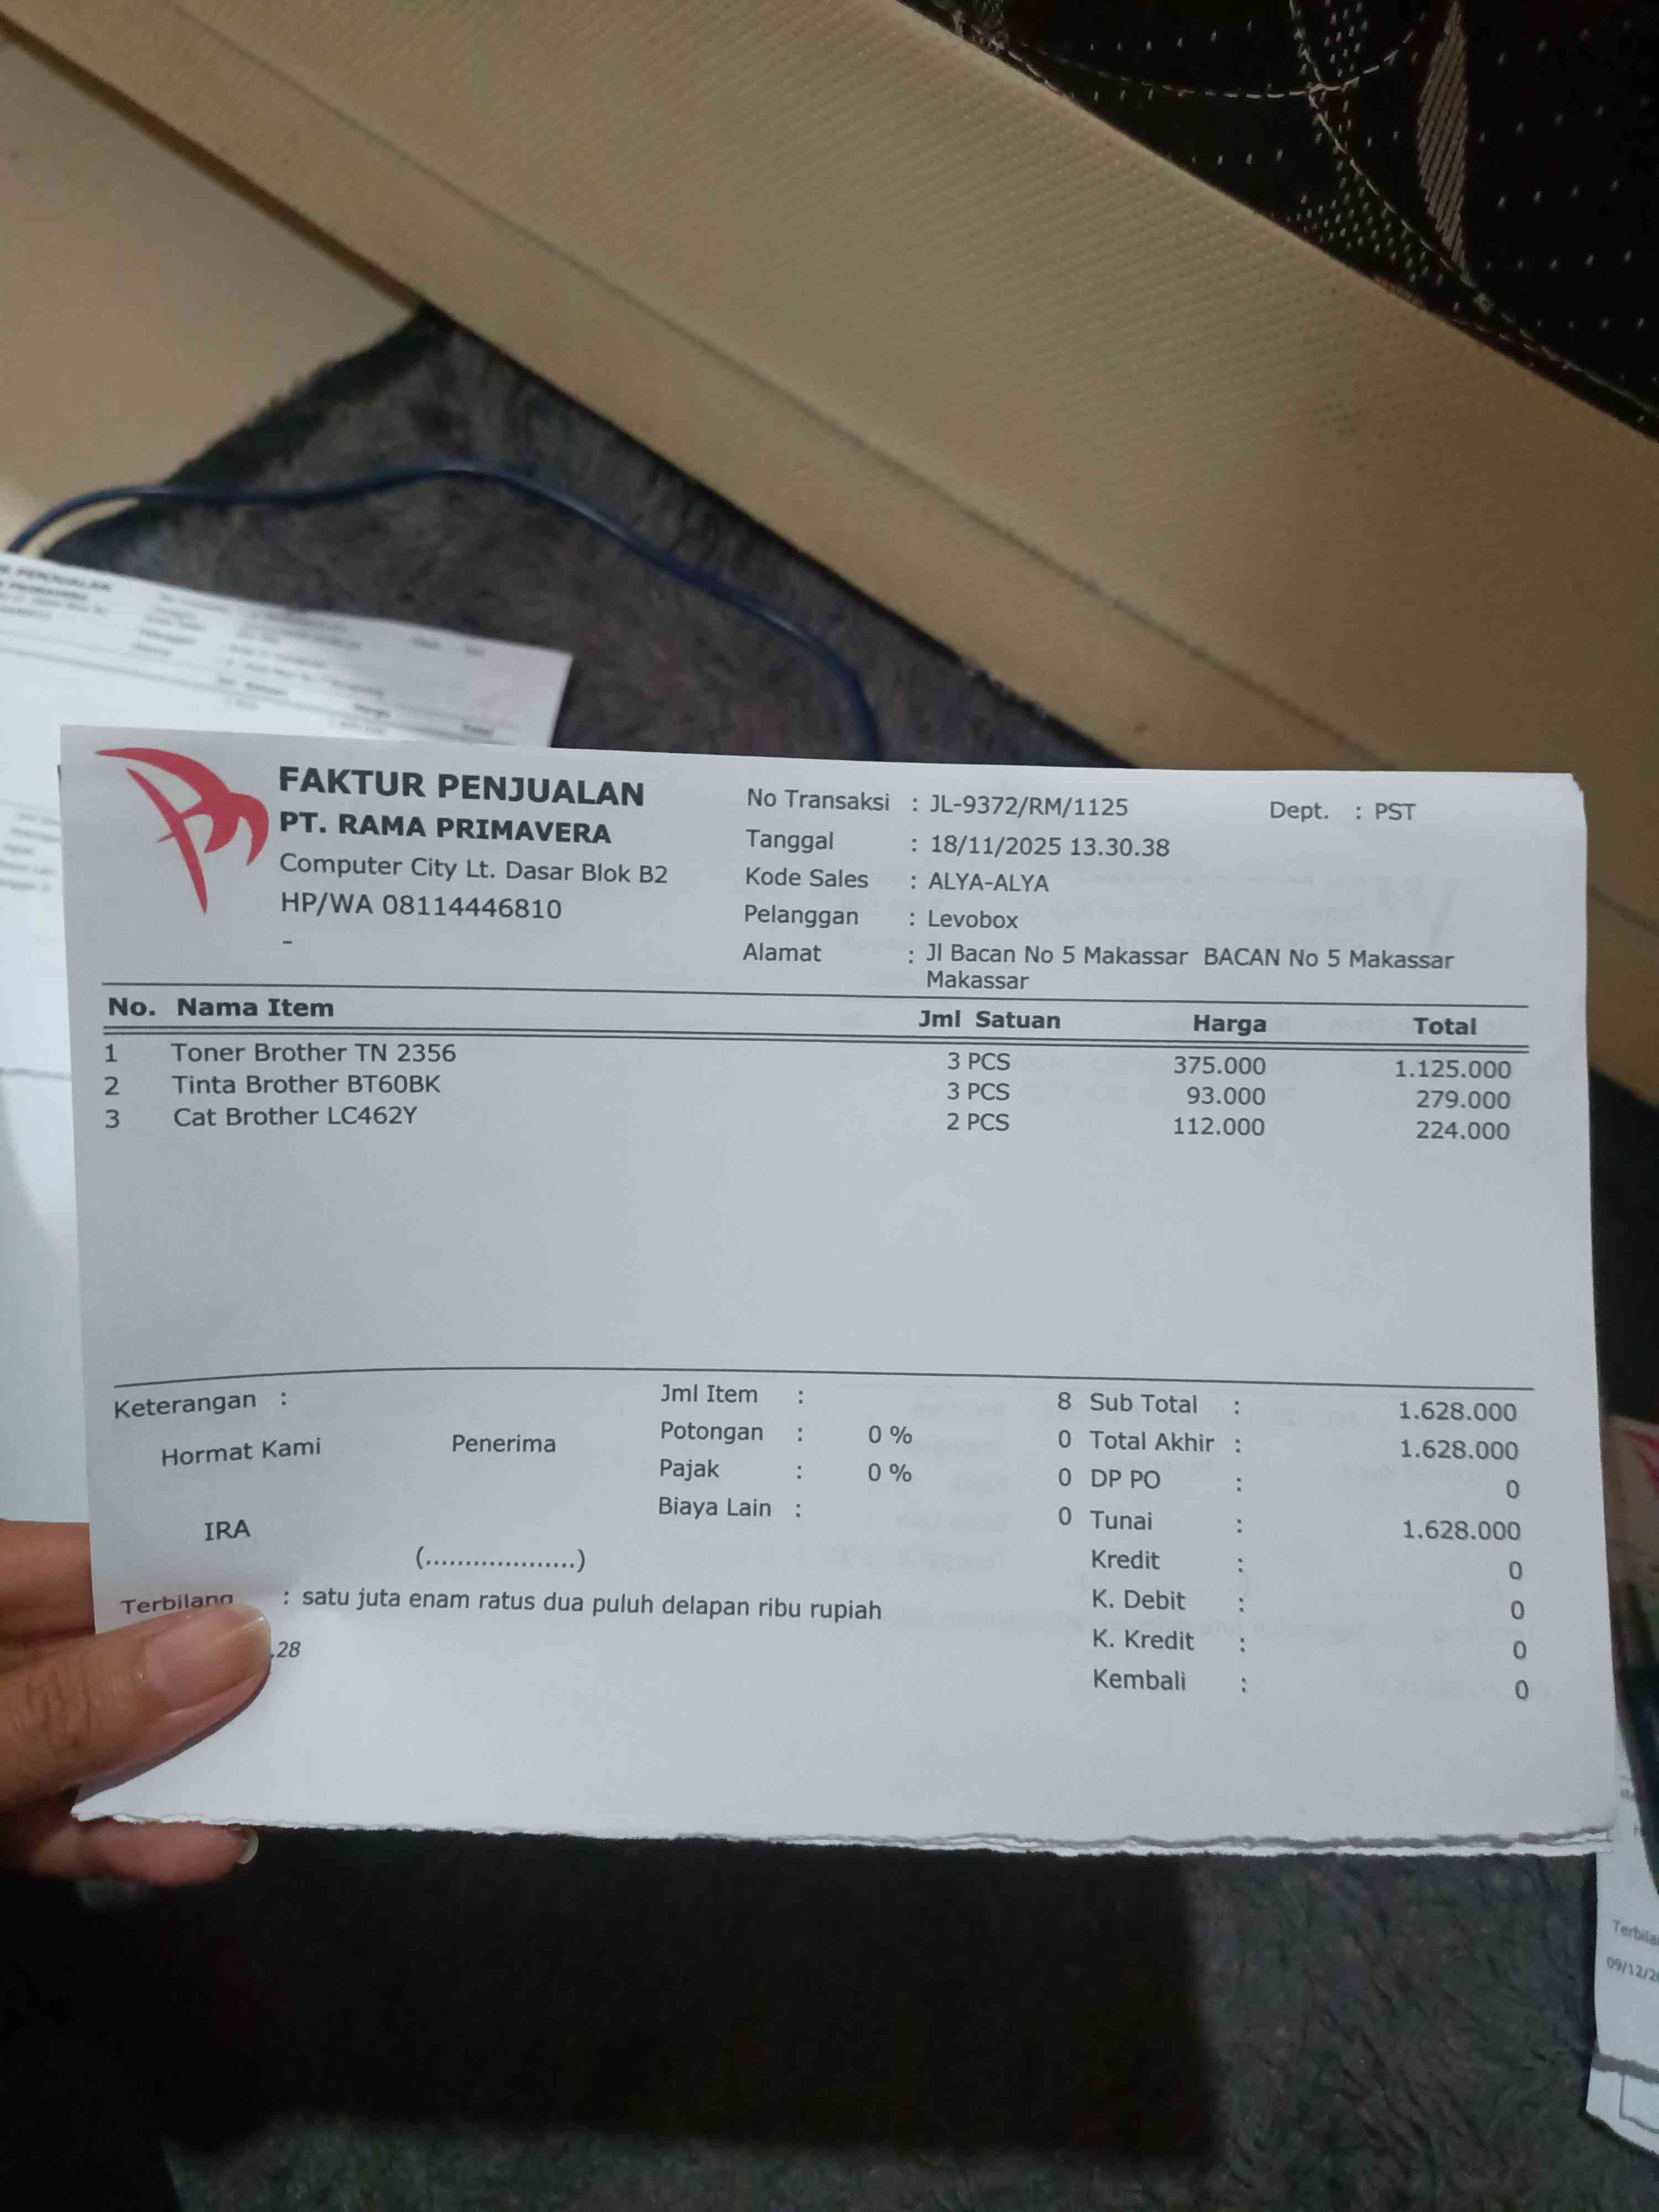 FAKTUR PENJUALAN
PT. RAMA PRIMAVERA
Computer City Lt. Dasar Blok B2
HP/WA 08114446810
-
No Transaksi : JL-9372/RM/1125 Dept. : PST
Tanggal : 18/11/2025 13.30.38
Kode Sales : ALYA-ALYA
Pelanggan : Levobox
Alamat : Jl Bacan No 5 Makassar BACAN No 5 Makassar
Makassar
No. Nama Item Jml Satuan Harga Total
1 Toner Brother TN 2356 3 PCS 375.000 1.125.000
2 Tinta Brother BT60BK 3 PCS 93.000 279.000
3 Cat Brother LC462Y 2 PCS 112.000 224.000
Keterangan :
Hormat Kami Penerima
IRA
(...................)
Jml Item : 8
Potongan : 0 % 0
Pajak : 0 % 0
Biaya Lain : 0
Sub Total : 1.628.000
Total Akhir : 1.628.000
DP PO : 0
Tunai : 1.628.000
Kredit : 0
K. Debit : 0
K. Kredit : 0
Kembali : 0
Terbilang : satu juta enam ratus dua puluh delapan ribu rupiah
.28
PENJUALAN
Harga
Total
09/12/2